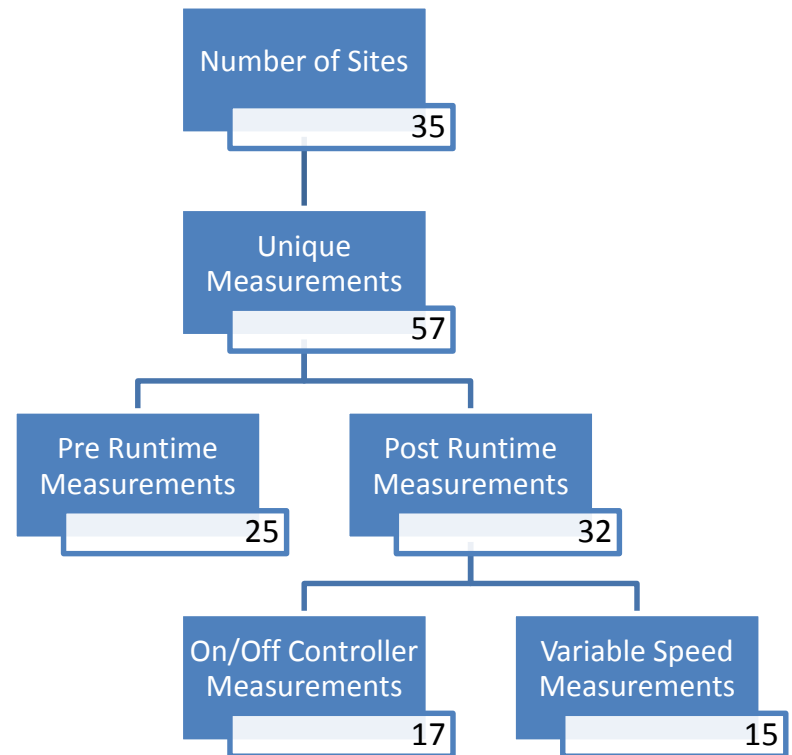 Number of Sites
35
Unique
Measurements
57
Pre Runtime
Measurements
25
Post Runtime
Measurements
32
On/Off Controller
Measurements
17
Variable Speed
Measurements
15